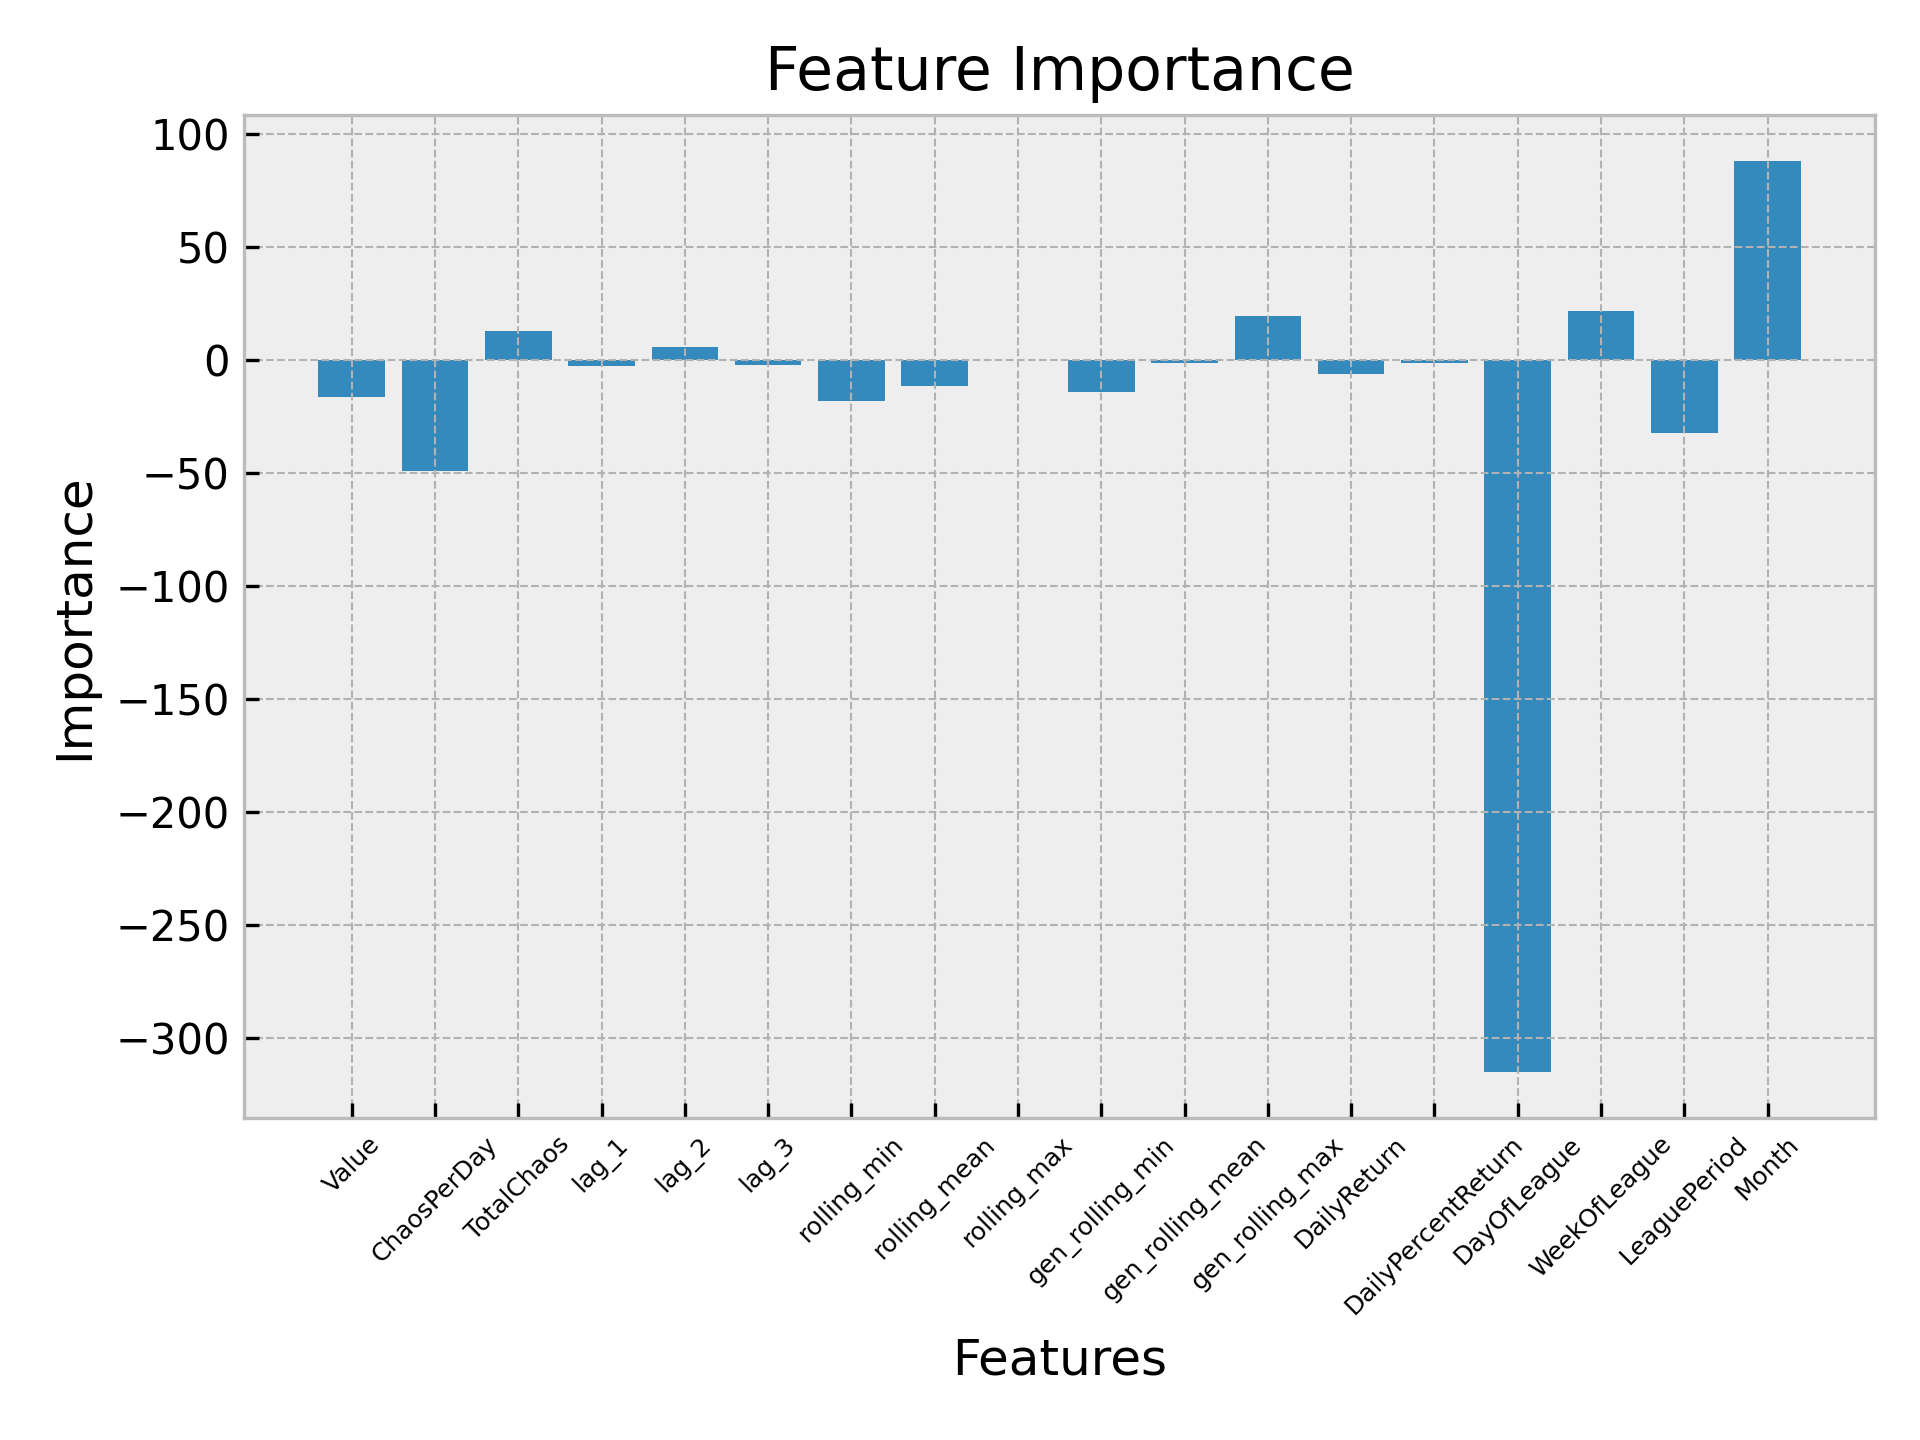 Feature Importance
100
50
0
−50
−100
−150
−200
−250
−300
Importance
Value
ChaosPerDay
TotalChaos
lag_1
lag_2
lag_3
rolling_min
rolling_mean
rolling_max
gen_rolling_min
gen_rolling_mean
gen_rolling_max
DailyReturn
DailyPercentReturn
DayOfLeague
WeekOfLeague
LeaguePeriod
Month
Features